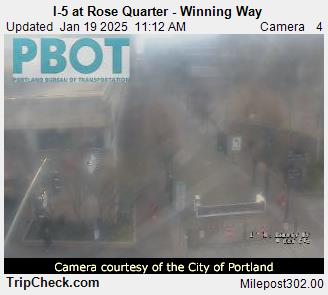 I-5 at Rose Quarter - Winning Way
Updated Jan 19 2025 11:12 AM Camera 4
PBOT
PORTLAND BUREAU OF TRANSPORTATION
Camera courtesy of the City of Portland
TripCheck.com Milepost302.00